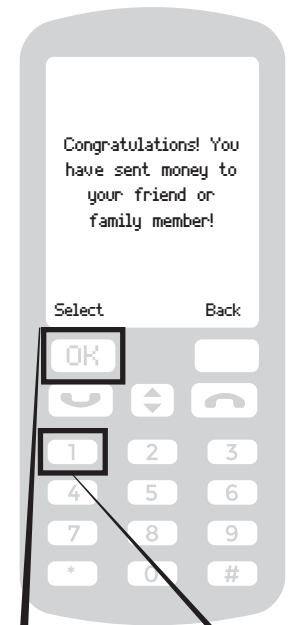 Congratulations! You
have sent money to
your friend or
family member!
Select Back
OK
1 2 3
4 5 6
7 8 9
* 0 #